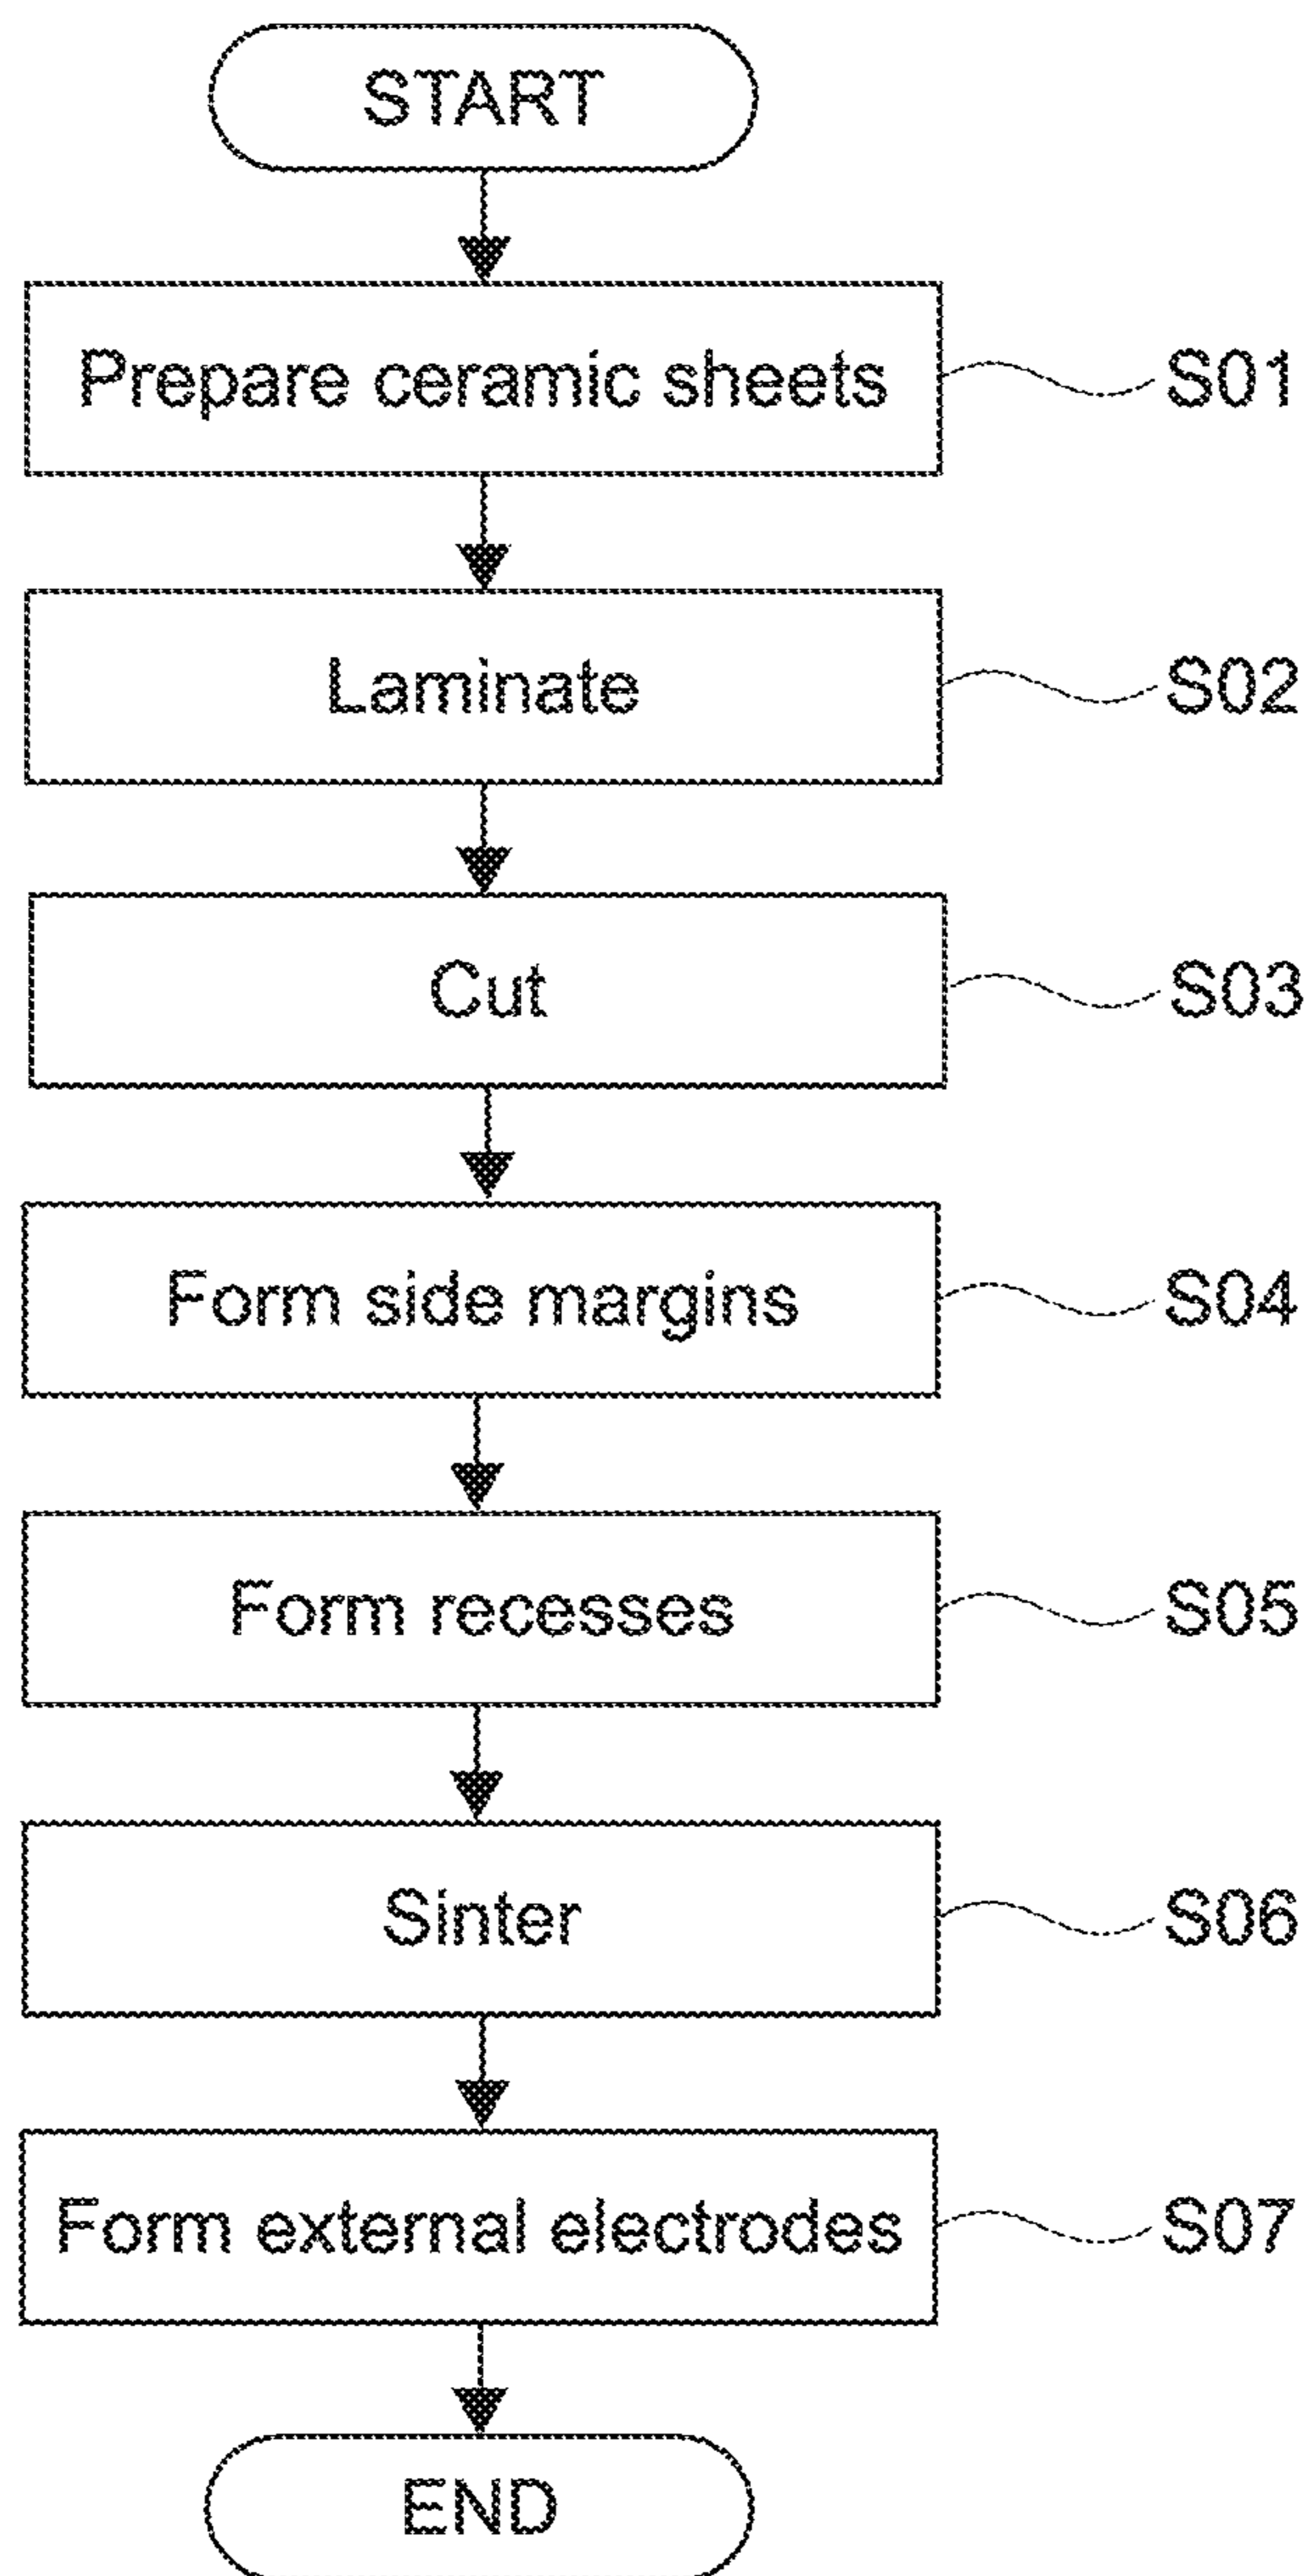 START
Prepare ceramic sheets S01
Laminate S02
Cut S03
Form side margins S04
Form recesses S05
Sinter S06
Form external electrodes S07
END